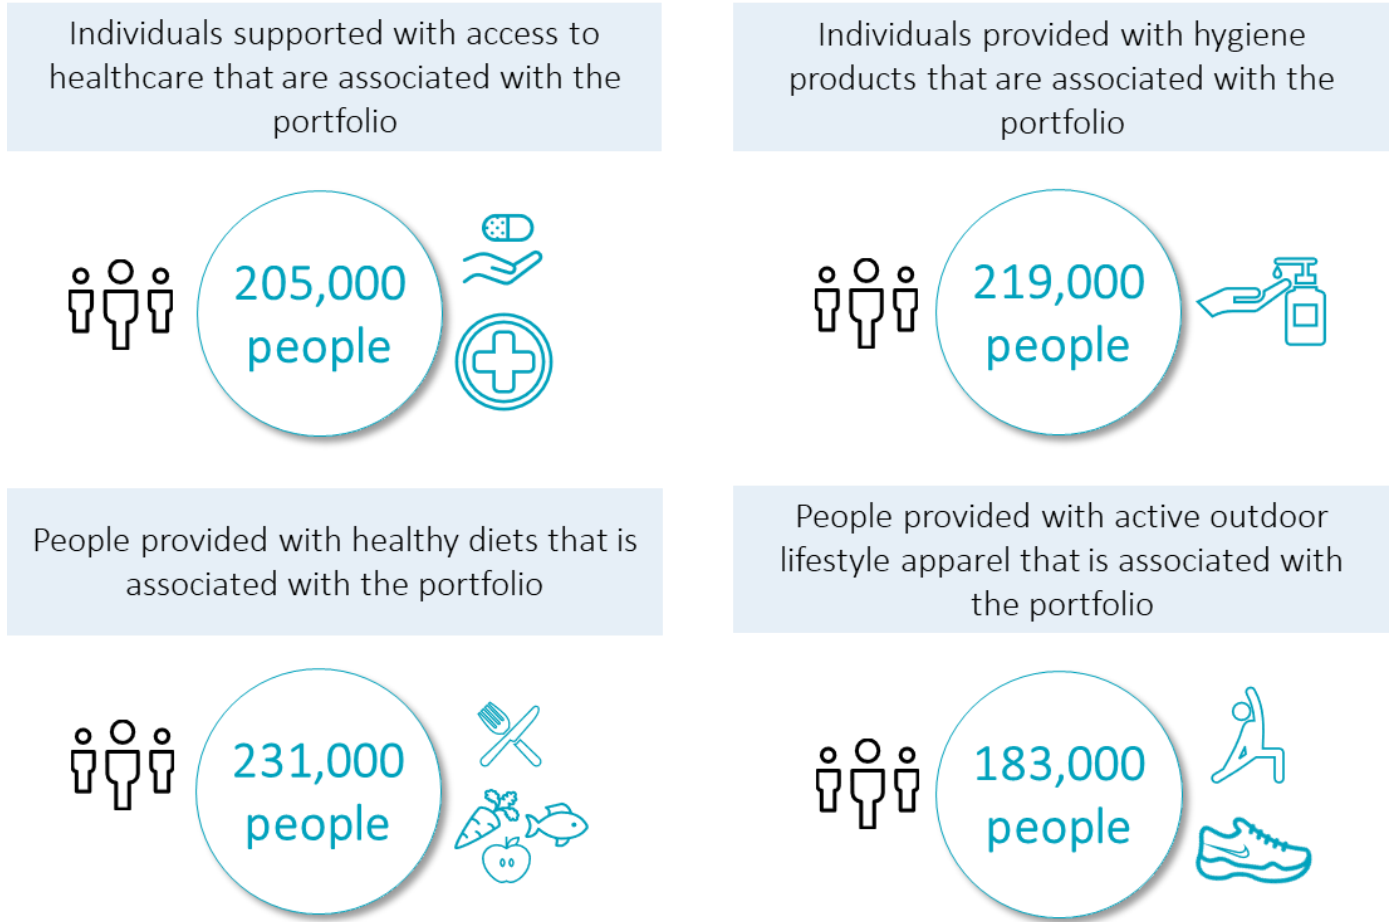 Individuals supported with access to
healthcare that are associated with the
portfolio
205,000
people
Individuals provided with hygiene
products that are associated with the
portfolio
219,000
people
People provided with healthy diets that is
associated with the portfolio
231,000
people
People provided with active outdoor
lifestyle apparel that is associated with
the portfolio
183,000
people